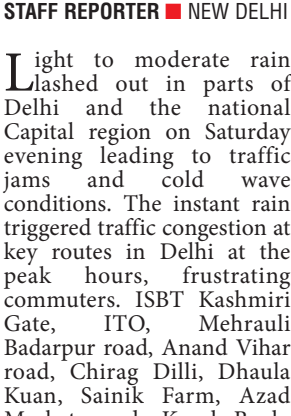 STAFF REPORTER ■ NEW DELHI
Light to moderate rain
lashed out in parts of
Delhi and the national
Capital region on Saturday
evening leading to traffic
jams and cold wave
conditions. The instant rain
triggered traffic congestion at
key routes in Delhi at the
peak hours, frustrating
commuters. ISBT Kashmiri
Gate, ITO, Mehrauli
Badarpur road, Anand Vihar
road, Chirag Dilli, Dhaula
Kuan, Sainik Farm, Azad